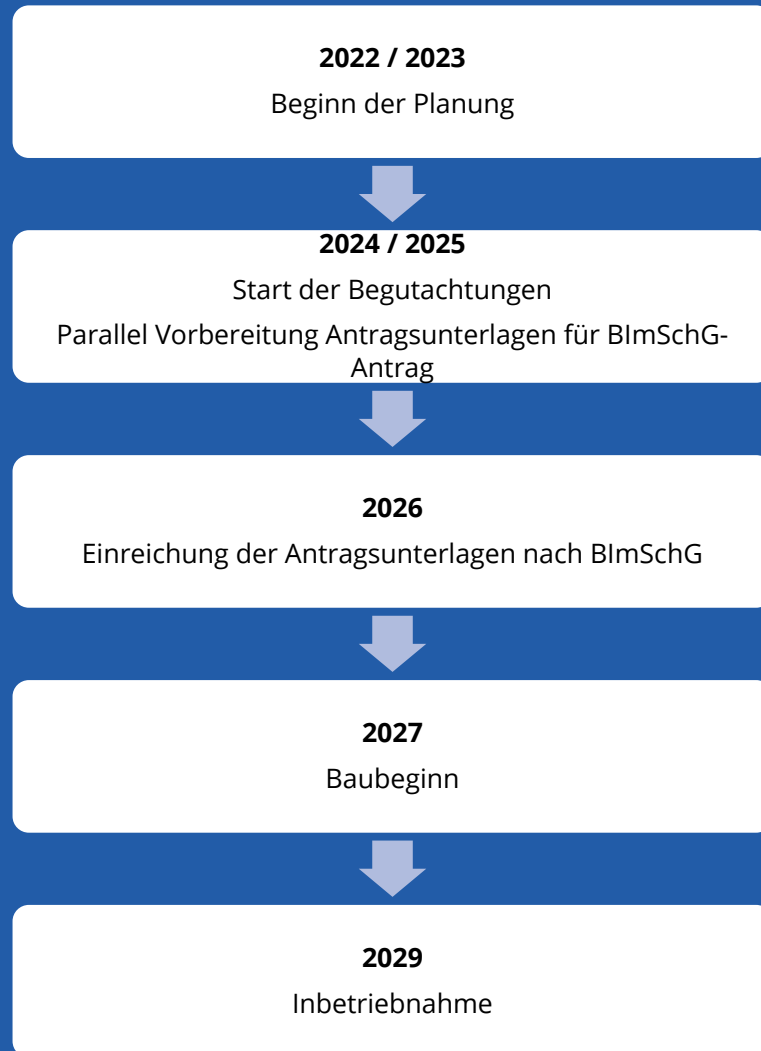 2022 / 2023
Beginn der Planung
2024 / 2025
Start der Begutachtungen
Parallel Vorbereitung Antragsunterlagen für BImSchG-
Antrag
2026
Einreichung der Antragsunterlagen nach BImSchG
2027
Baubeginn
2029
Inbetriebnahme